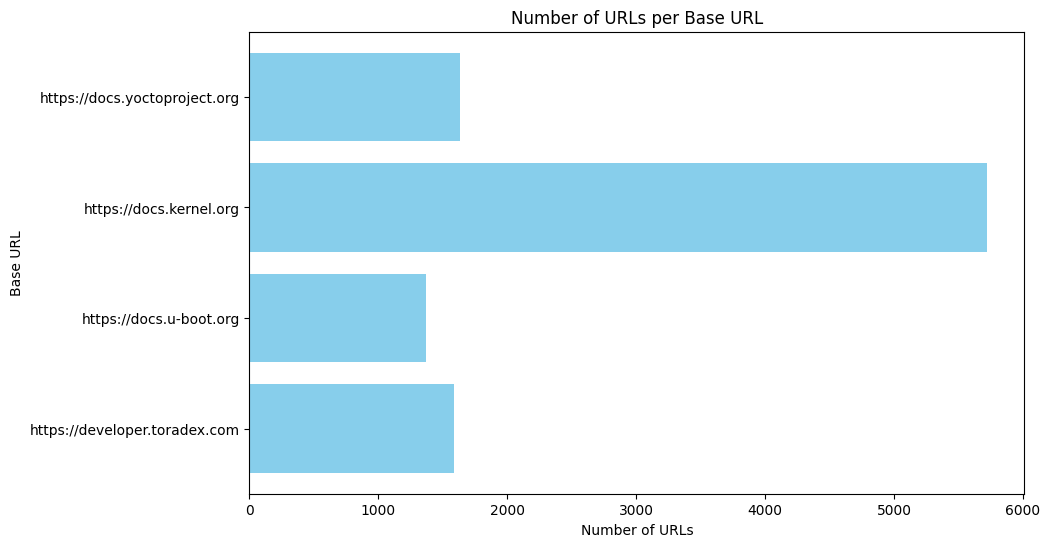 Number of URLs per Base URL
Base URL
https://docs.yoctoproject.org
https://docs.kernel.org
https://docs.u-boot.org
https://developer.toradex.com
0 1000 2000 3000 4000 5000 6000
Number of URLs